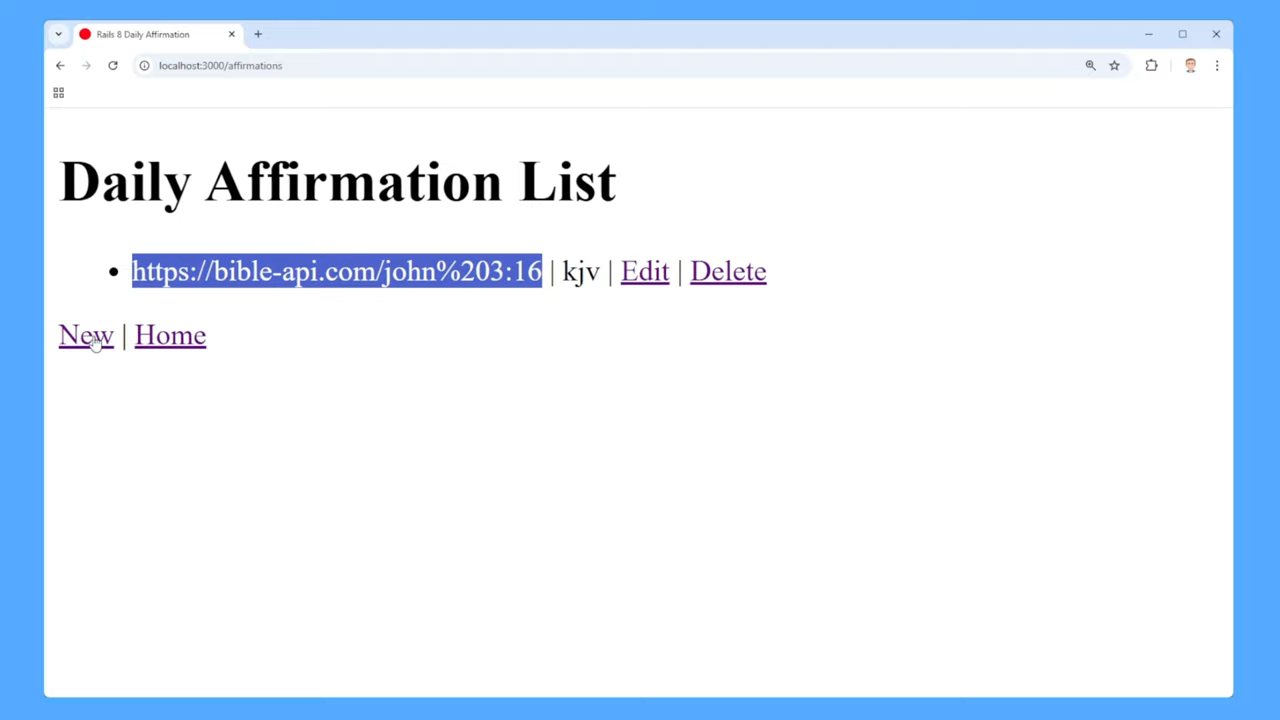 Rails 8 Daily Affirmation
localhost:3000/affirmations
Daily Affirmation List
https://bible-api.com/john%203:16 | kjv | Edit | Delete
New | Home